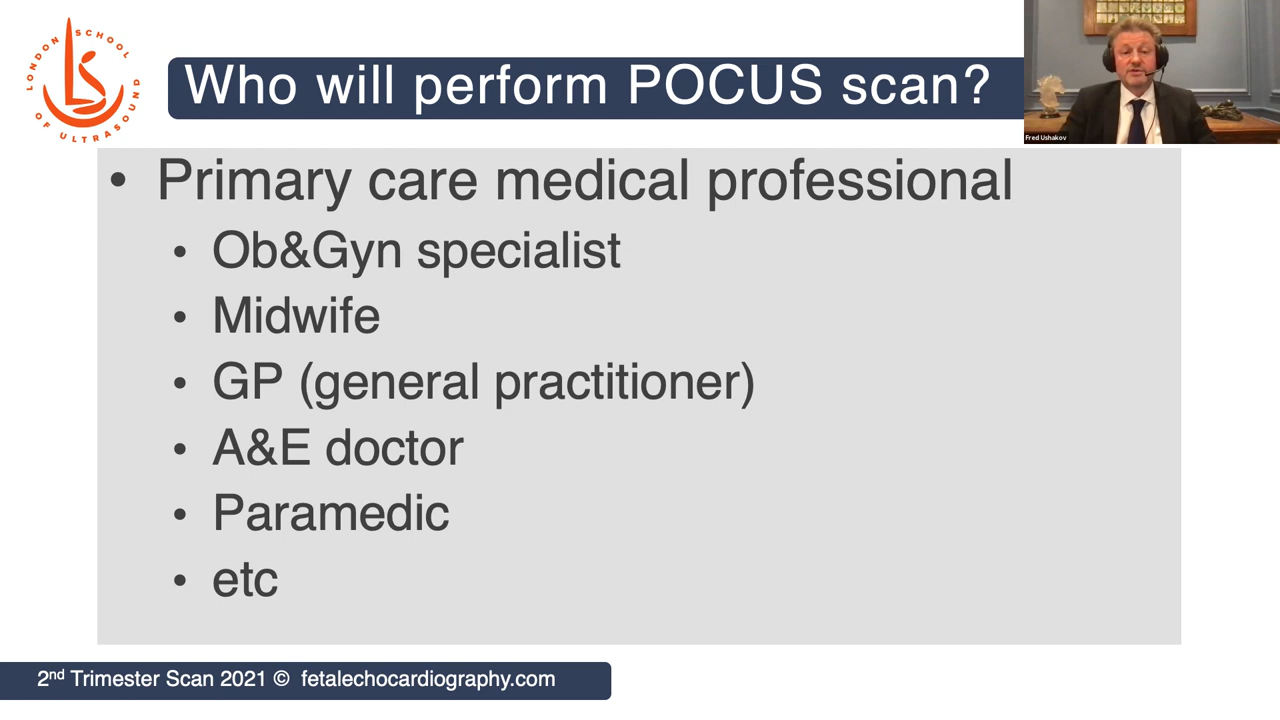 LONDON SCHOOL OF ULTRASOUND
Who will perform POCUS scan?
Fred Ushakov
• Primary care medical professional
• Ob&Gyn specialist
• Midwife
• GP (general practitioner)
• A&E doctor
• Paramedic
• etc
2nd Trimester Scan 2021 © fetalechocardiography.com